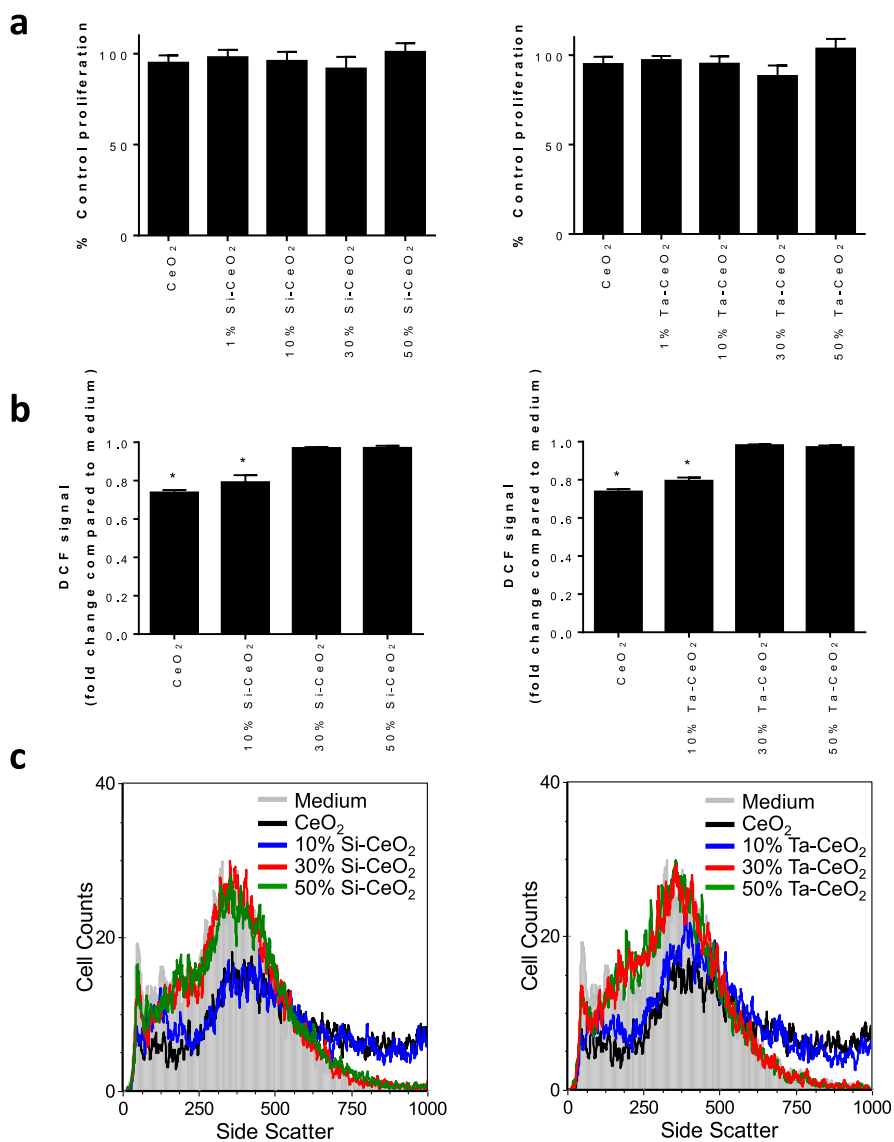 a
% Control proliferation
100
50
0
CeO₂
1% Si-CeO₂
10% Si-CeO₂
30% Si-CeO₂
50% Si-CeO₂
% Control proliferation
100
50
0
CeO₂
1% Ta-CeO₂
10% Ta-CeO₂
30% Ta-CeO₂
50% Ta-CeO₂
b
DCF signal
(fold change compared to medium)
1.0
0.8
0.6
0.4
0.2
0.0
*
*
CeO₂
10% Si-CeO₂
30% Si-CeO₂
50% Si-CeO₂
DCF signal
(fold change compared to medium)
1.0
0.8
0.6
0.4
0.2
0.0
*
*
CeO₂
10% Ta-CeO₂
30% Ta-CeO₂
50% Ta-CeO₂
c
Cell Counts
40
20
0
Medium
CeO₂
10% Si-CeO₂
30% Si-CeO₂
50% Si-CeO₂
0 250 500 750 1000
Side Scatter
Cell Counts
40
20
0
Medium
CeO₂
10% Ta-CeO₂
30% Ta-CeO₂
50% Ta-CeO₂
0 250 500 750 1000
Side Scatter